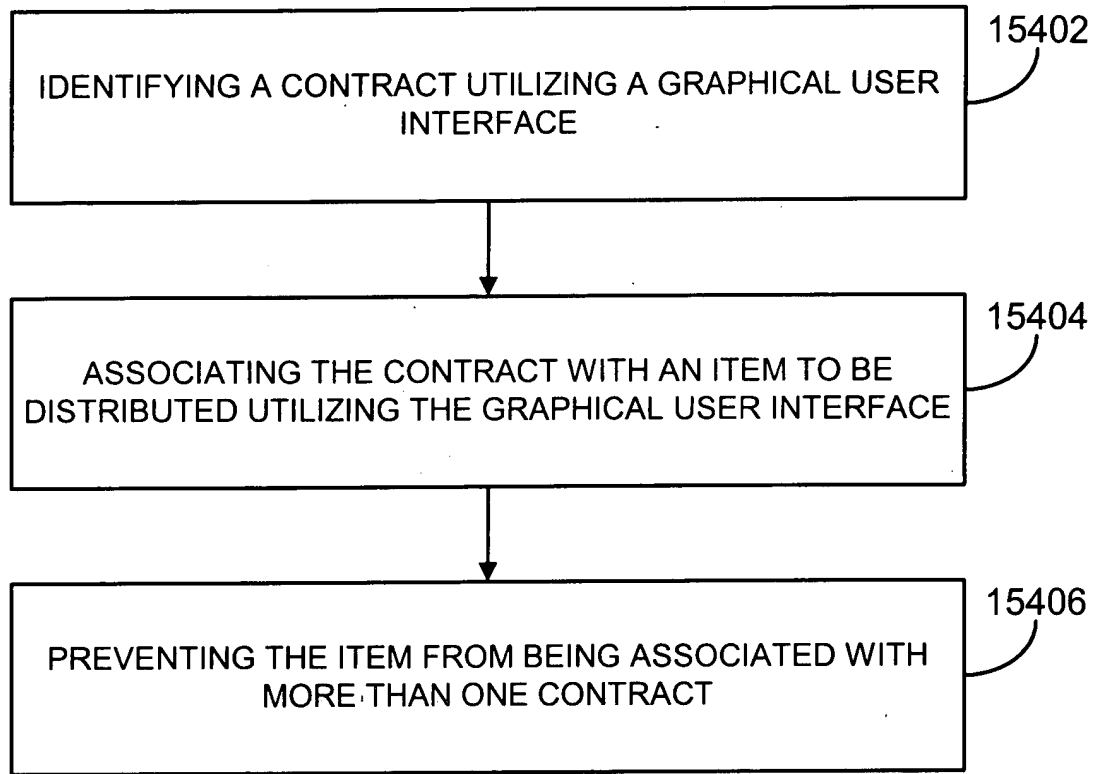 15402
IDENTIFYING A CONTRACT UTILIZING A GRAPHICAL USER
INTERFACE
15404
ASSOCIATING THE CONTRACT WITH AN ITEM TO BE
DISTRIBUTED UTILIZING THE GRAPHICAL USER INTERFACE
15406
PREVENTING THE ITEM FROM BEING ASSOCIATED WITH
MORE THAN ONE CONTRACT